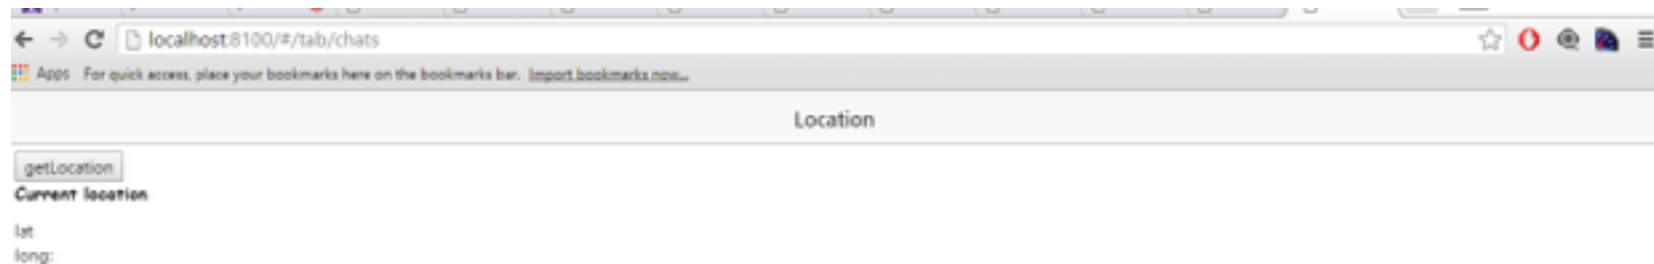 localhost:8100/#/tab/chats
Apps For quick access, place your bookmarks here on the bookmarks bar. Import bookmarks now...
Location
getLocation
Current location
lat
long: